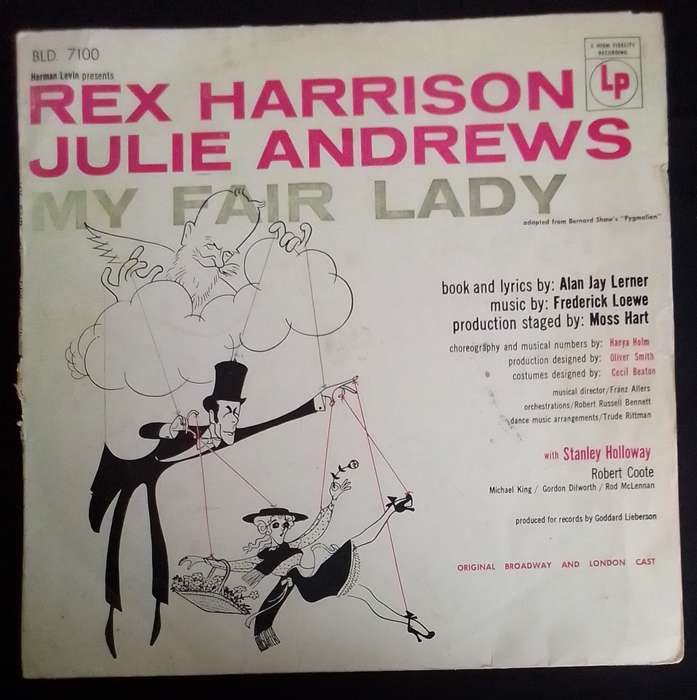 BLD. 7100
Herman Levin presents
REX HARRISON
JULIE ANDREWS
MY FAIR LADY
A HIGH FIDELITY
RECORDING
LP
adapted from Bernard Shaw's "Pygmalion"
book and lyrics by: Alan Jay Lerner
music by: Frederick Loewe
production staged by: Moss Hart
choreography and musical numbers by: Hanya Holm
production designed by: Oliver Smith
costumes designed by: Cecil Beaton
musical director/Franz Allers
orchestrations/Robert Russell Bennett
dance music arrangements/Trude Rittman
with Stanley Holloway
Robert Coote
Michael King / Gordon Dilworth / Rod McLennan
produced for records by Goddard Lieberson
ORIGINAL BROADWAY AND LONDON CAST